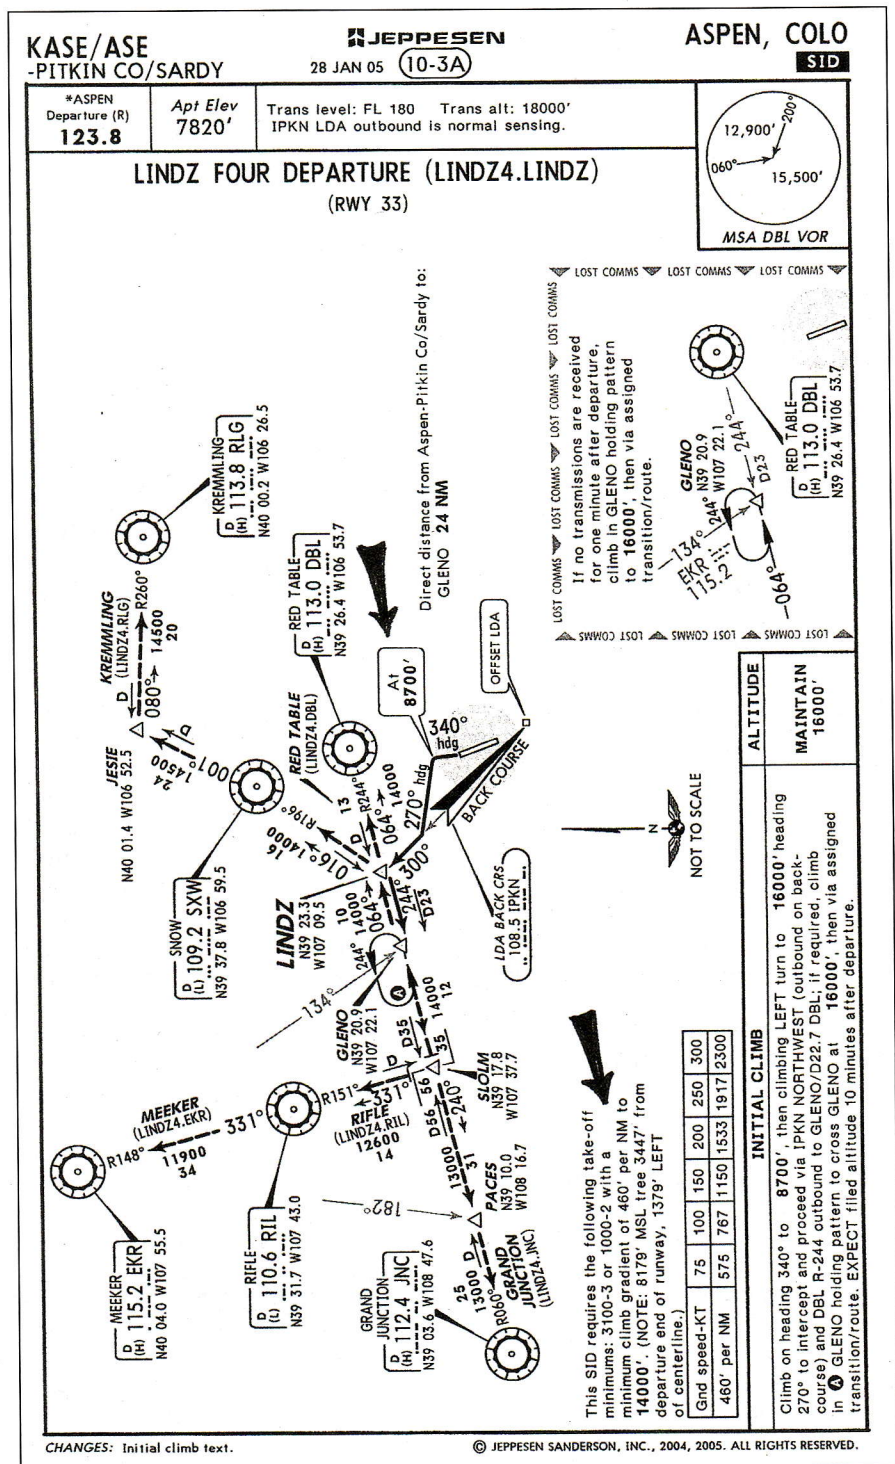 KASE/ASE
-PITKIN CO/SARDY
JEPPESEN
28 JAN 05 10-3A
ASPEN, COLO
SID
*ASPEN
Departure (R)
123.8
Apt Elev
7820'
Trans level: FL 180 Trans alt: 18000'
IPKN LDA outbound is normal sensing.
12,900'
200°
060°
15,500'
MSA DBL VOR
LINDZ FOUR DEPARTURE (LINDZ4.LINDZ)
(RWY 33)
LOST COMMS LOST COMMS LOST COMMS
LOST COMMS LOST COMMS LOST COMMS LOST COMMS
LOST COMMS LOST COMMS LOST COMMS
If no transmissions are received
for one minute after departure,
climb in GLENO holding pattern
to 16000', then via assigned
transition/route.
RED TABLE
D
(H) 113.0 DBL
N39 26.4 W106 53.7
GLENO
N39 20.9
W107 22.1
244°
244°
D23
134°
EKR
115.2
064°
Direct distance from Aspen-Pitkin Co/Sardy to:
GLENO 24 NM
KREMMLING
D
(H) 113.8 RLG
N40 00.2 W106 26.5
KREMMLING
(LINDZ4.RLG)
R260°
D
080°
14500
20
JESIE
N40 01.4 W106 52.5
D
001°
14500
24
SNOW
D
(L) 109.2 SXW
N39 37.8 W106 59.5
RED TABLE
D
(H) 113.0 DBL
N39 26.4 W106 53.7
RED TABLE
(LINDZ4.DBL)
R244°
13
D
064°
14000
R196°
016°
14000
16
At
8700'
340°
hdg
270° hdg
300°
OFFSET LDA
BACK COURSE
LDA BACK CRS
108.5 IPKN
LINDZ
N39 23.3
W107 09.5
10
14000
064°
244°
D23
244°
134°
GLENO
N39 20.9
W107 22.1
A
14000
12
D35
D
35
56
SLOLM
N39 17.8
W107 37.7
R151°
331°
RIFLE
(LINDZ4.RIL)
12600
14
MEEKER
(LINDZ4.EKR)
331°
R148°
11900
34
MEEKER
D
(H) 115.2 EKR
N40 04.0 W107 55.5
RIFLE
D
(L) 110.6 RIL
N39 31.7 W107 43.0
D56
240°
13000
31
182°
PACES
N39 10.0
W108 16.7
25
13000
D
R060°
GRAND
JUNCTION
(LINDZ4.JNC)
GRAND
JUNCTION
D
(H) 112.4 JNC
N39 03.6 W108 47.6
N
NOT TO SCALE
This SID requires the following take-off
minimums: 3100-3 or 1000-2 with a
minimum climb gradient of 460' per NM to
14000'. (NOTE: 8179' MSL tree 3447' from
departure end of runway, 1379' LEFT
of centerline.)
Gnd speed-KT 75 100 150 200 250 300
460' per NM 575 767 1150 1533 1917 2300
INITIAL CLIMB ALTITUDE
Climb on heading 340° to 8700', then climbing LEFT turn to 16000' heading
270° to intercept and proceed via IPKN NORTHWEST (outbound on back-
course) and DBL R-244 outbound to GLENO/D22.7 DBL; if required, climb
in A GLENO holding pattern to cross GLENO at 16000', then via assigned
transition/route. EXPECT filed altitude 10 minutes after departure.
MAINTAIN
16000'
CHANGES: Initial climb text.
© JEPPESEN SANDERSON, INC., 2004, 2005. ALL RIGHTS RESERVED.